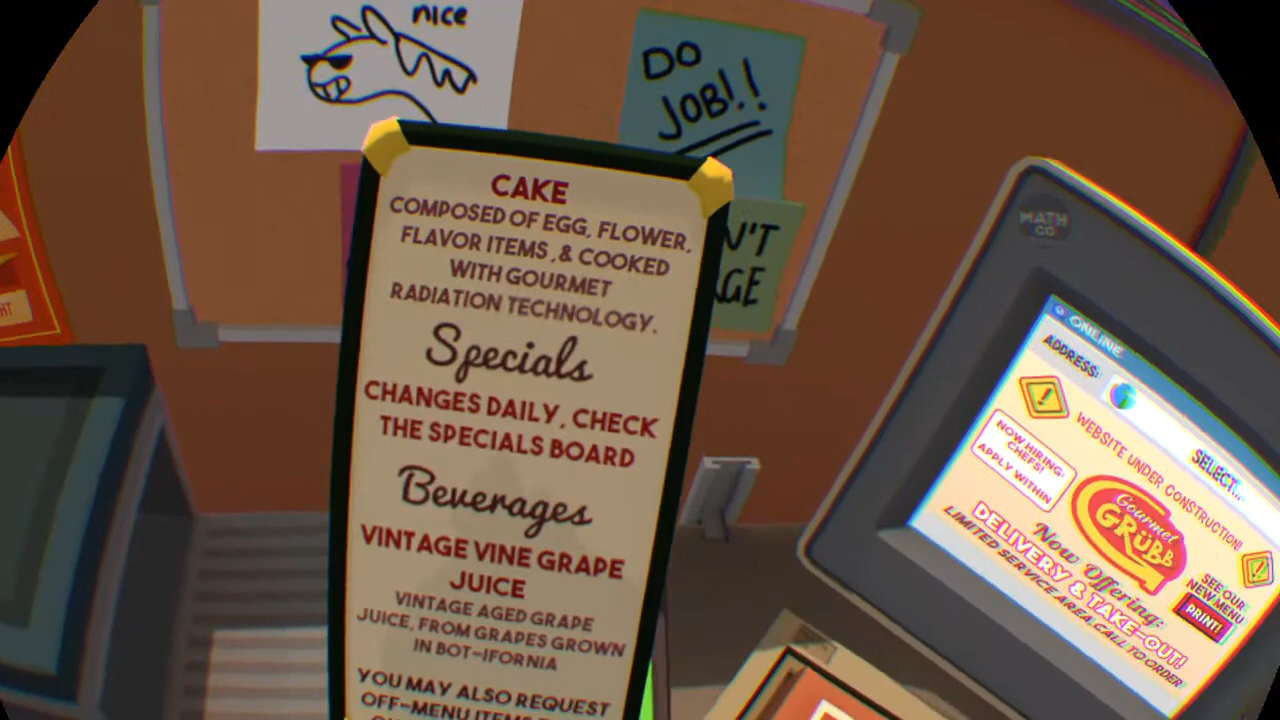 nice
DO
JOB!!
CAKE
COMPOSED OF EGG, FLOWER,
FLAVOR ITEMS ,& COOKED
WITH GOURMET
RADIATION TECHNOLOGY.
Specials
CHANGES DAILY, CHECK
THE SPECIALS BOARD
Beverages
VINTAGE VINE GRAPE
JUICE
VINTAGE AGED GRAPE
JUICE, FROM GRAPES GROWN
IN BOT-IFORNIA
YOU MAY ALSO REQUEST
OFF-MENU ITEMS
MATH
CO
ONLINE
ADDRESS:
SELECT...
WEBSITE UNDER CONSTRUCTION!
NOW HIRING:
CHEFS!
APPLY WITHIN
Gourmet
GRÜBB
Now Offering:
DELIVERY & TAKE-OUT!
LIMITED SERVICE AREA. CALL TO ORDER
SEE OUR
NEW MENU
PRINT!